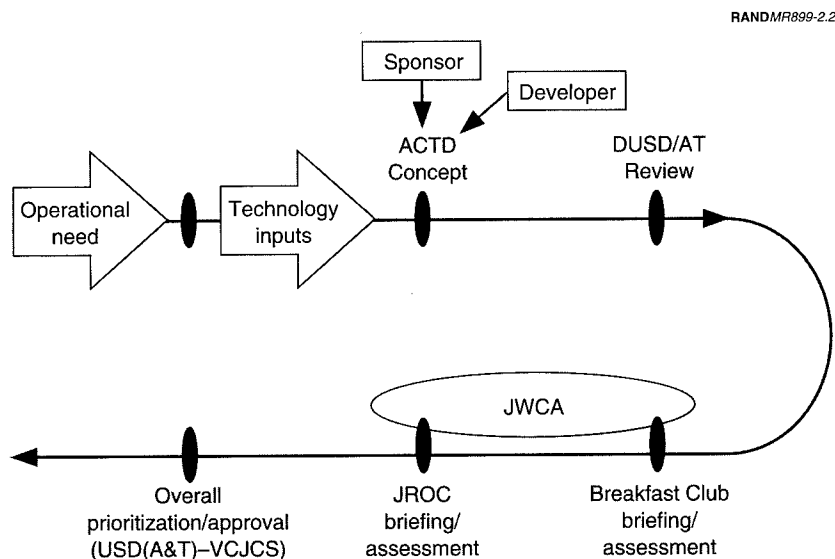 RANDMR899-2.2
Sponsor
Developer
ACTD
Concept
DUSD/AT
Review
Operational
need
Technology
inputs
JWCA
Overall
prioritization/approval
(USD(A&T)–VCJCS)
JROC
briefing/
assessment
Breakfast Club
briefing/
assessment